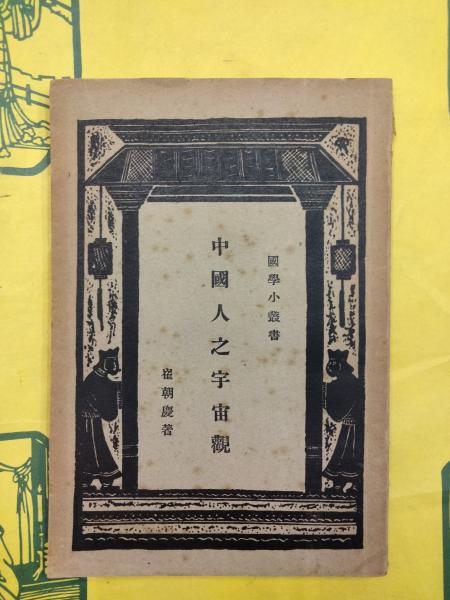 國學小叢書
中國人之宇宙觀
崔朝慶著